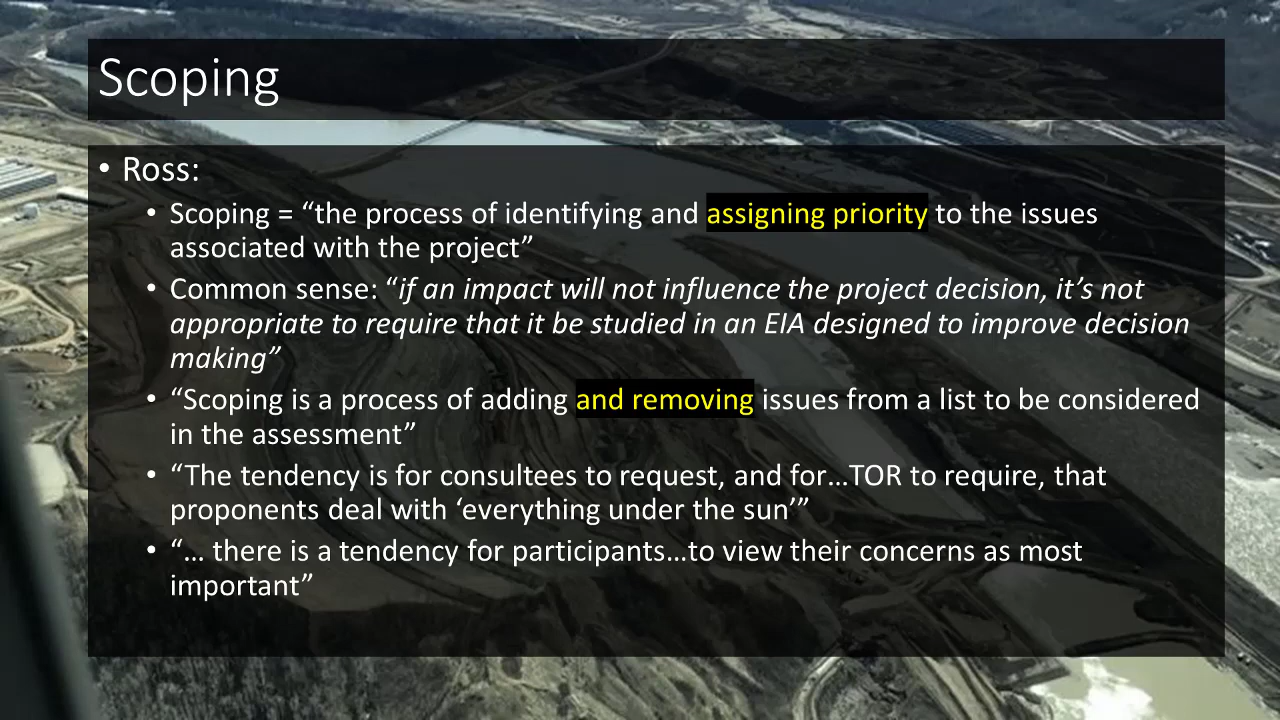 Scoping
• Ross:
• Scoping = “the process of identifying and assigning priority to the issues
associated with the project”
• Common sense: “if an impact will not influence the project decision, it’s not
appropriate to require that it be studied in an EIA designed to improve decision
making”
• “Scoping is a process of adding and removing issues from a list to be considered
in the assessment”
• “The tendency is for consultees to request, and for…TOR to require, that
proponents deal with ‘everything under the sun’”
• “… there is a tendency for participants…to view their concerns as most
important”